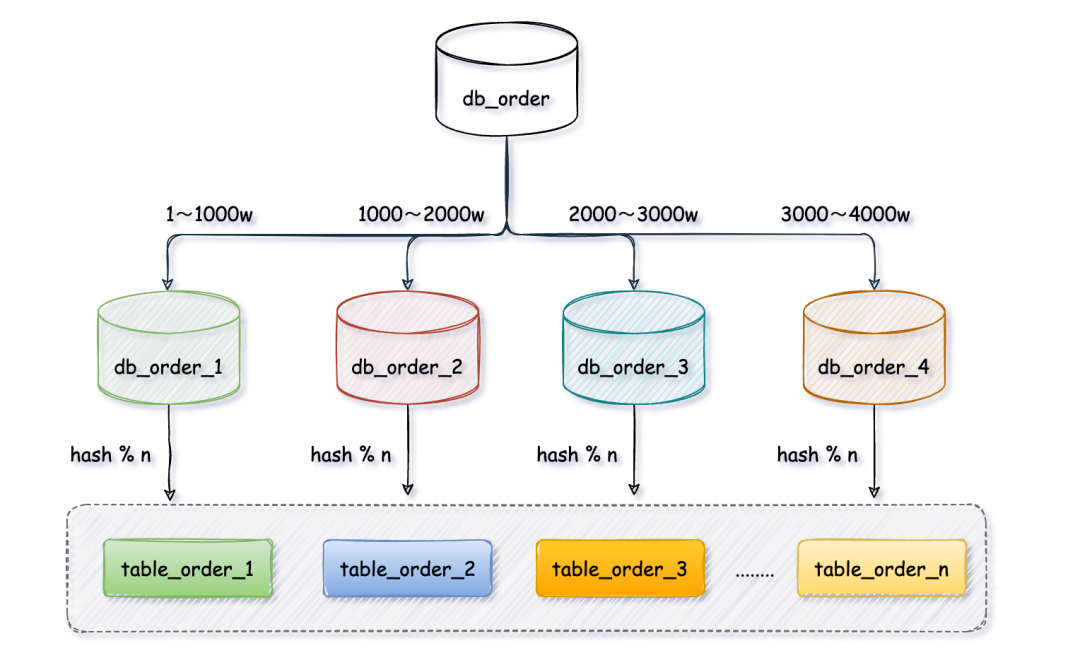 db_order
1～1000w
1000～2000w
2000～3000w
3000～4000w
db_order_1
db_order_2
db_order_3
db_order_4
hash % n
hash % n
hash % n
hash % n
table_order_1
table_order_2
table_order_3
........
table_order_n